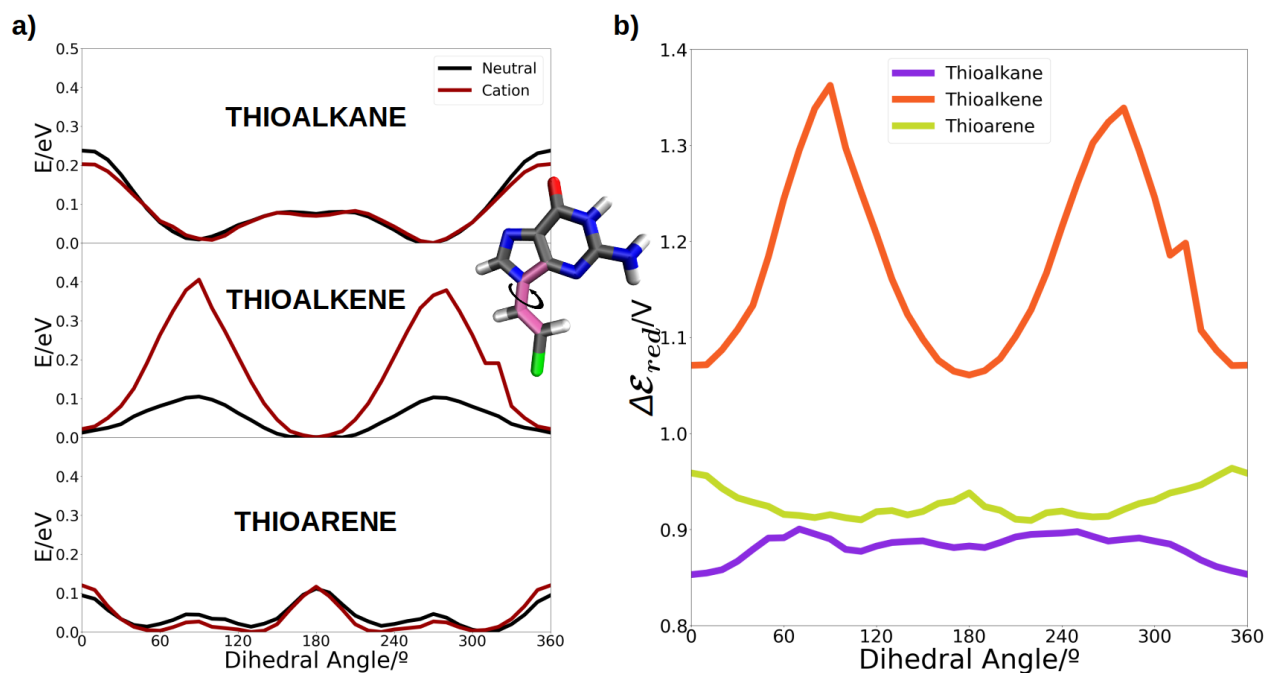 a)
E/eV
0.5
0.4
0.3
0.2
0.1
0.0
Neutral
Cation
THIOALKANE
E/eV
0.4
0.3
0.2
0.1
0.0
THIOALKENE
E/eV
0.4
0.3
0.2
0.1
0.0
THIOARENE
0 60 120 180 240 300 360
Dihedral Angle/º
b)
Δℰred/V
1.4
1.3
1.2
1.1
1.0
0.9
0.8
Thioalkane
Thioalkene
Thioarene
0 60 120 180 240 300 360
Dihedral Angle/º